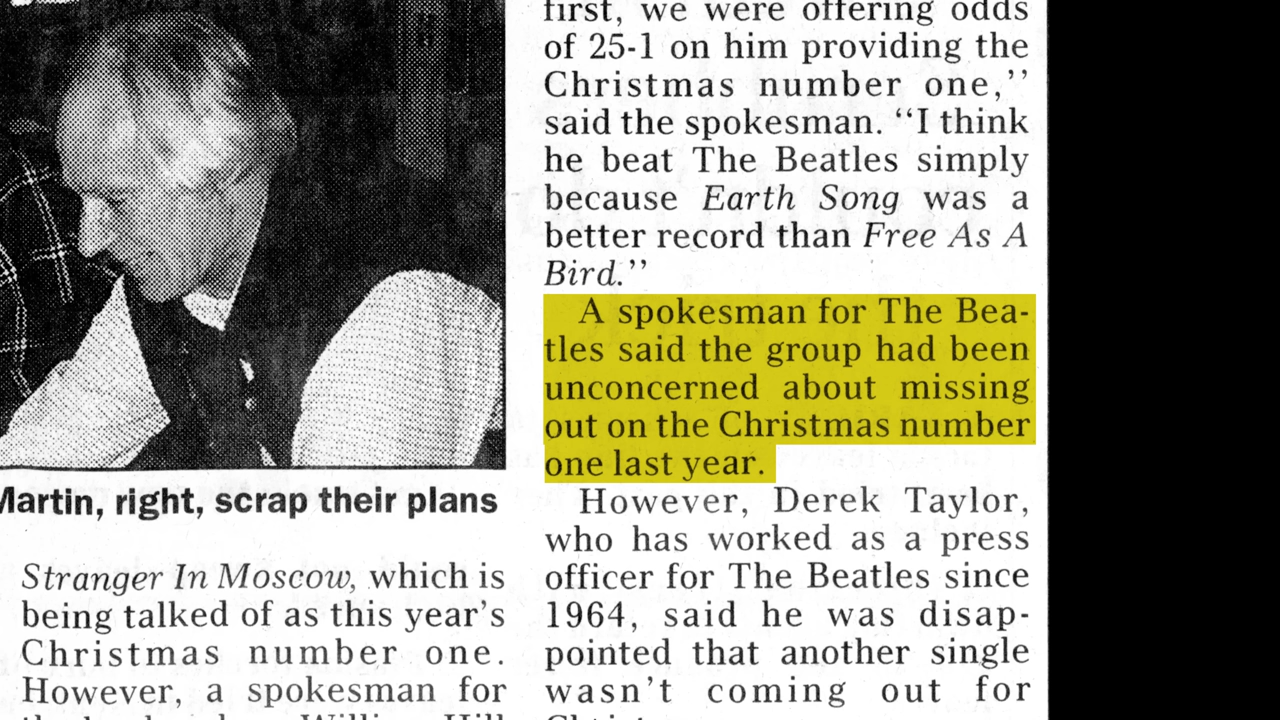 Martin, right, scrap their plans
Stranger In Moscow, which is
being talked of as this year's
Christmas number one.
However, a spokesman for
first, we were offering odds
of 25-1 on him providing the
Christmas number one,’’
said the spokesman. “I think
he beat The Beatles simply
because Earth Song was a
better record than Free As A
Bird.’’
A spokesman for The Bea-
tles said the group had been
unconcerned about missing
out on the Christmas number
one last year.
However, Derek Taylor,
who has worked as a press
officer for The Beatles since
1964, said he was disap-
pointed that another single
wasn't coming out for